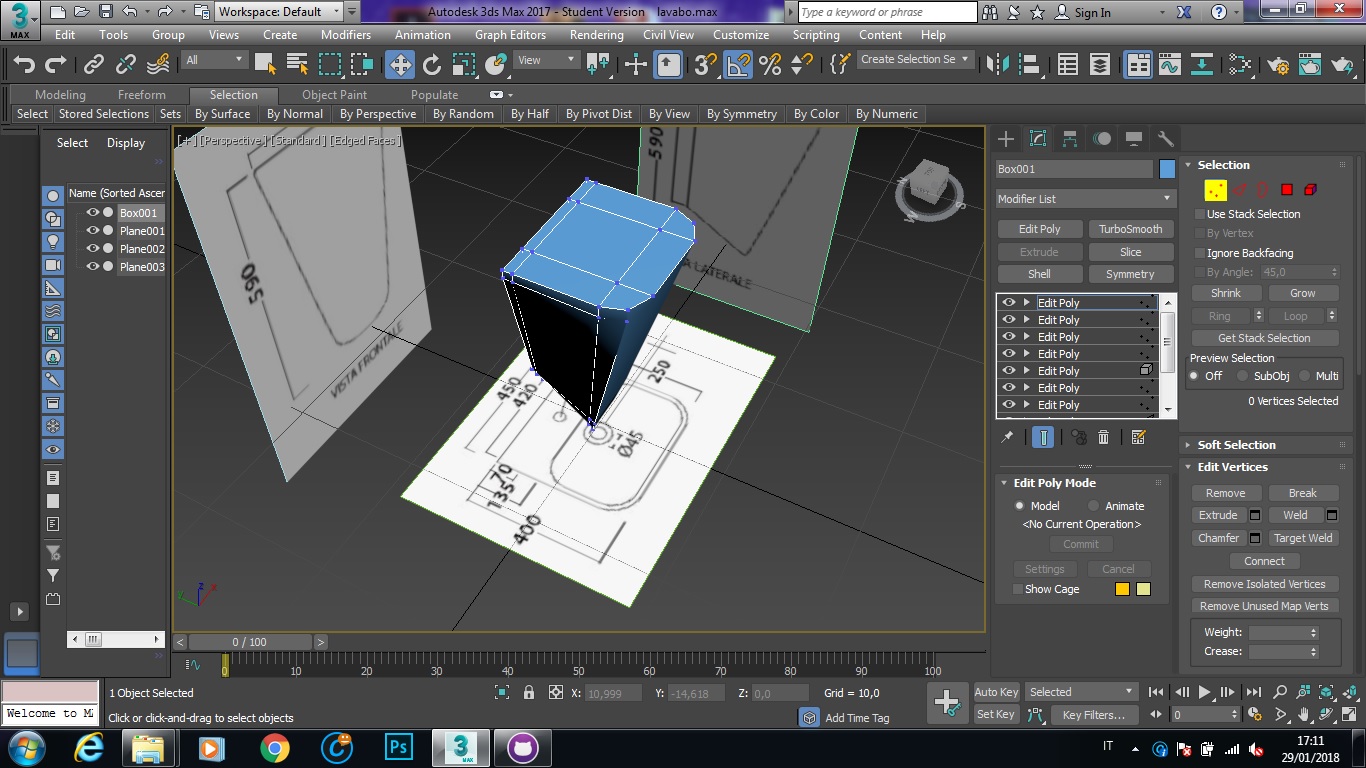 3
MAX
Workspace: Default
Autodesk 3ds Max 2017 - Student Version    lavabo.max
Type a keyword or phrase
Sign In
Edit Tools Group Views Create Modifiers Animation Graph Editors Rendering Civil View Customize Scripting Content Help
All
View
3
Create Selection Se
Modeling Freeform Selection Object Paint Populate
Select Stored Selections Sets By Surface By Normal By Perspective By Random By Half By Pivot Dist By View By Symmetry By Color By Numeric
Select Display
Name (Sorted Ascer
Box001
Plane001
Plane002
Plane003
[+] [Perspective] [Standard] [Edged Faces]
590
VISTA FRONTALE
590
A LATERALE
W
S
450
420
250
Ø45
70
135
400
z
x
y
Box001
Modifier List
Edit Poly TurboSmooth
Extrude Slice
Shell Symmetry
Edit Poly
Edit Poly
Edit Poly
Edit Poly
Edit Poly
Edit Poly
Edit Poly
Edit Poly Mode
Model Animate
<No Current Operation>
Commit
Settings Cancel
Show Cage
Selection
Use Stack Selection
By Vertex
Ignore Backfacing
By Angle: 45,0
Shrink Grow
Ring Loop
Get Stack Selection
Preview Selection
Off SubObj Multi
0 Vertices Selected
Soft Selection
Edit Vertices
Remove Break
Extrude Weld
Chamfer Target Weld
Connect
Remove Isolated Vertices
Remove Unused Map Verts
Weight:
Crease:
< 0 / 100 >
0 10 20 30 40 50 60 70 80 90 100
1 Object Selected
Welcome to M
Click or click-and-drag to select objects
X: 10,999 Y: -14,618 Z: 0,0 Grid = 10,0
Add Time Tag
Auto Key Selected
Set Key Key Filters...
0
Ps
3
MAX
IT
17:11
29/01/2018